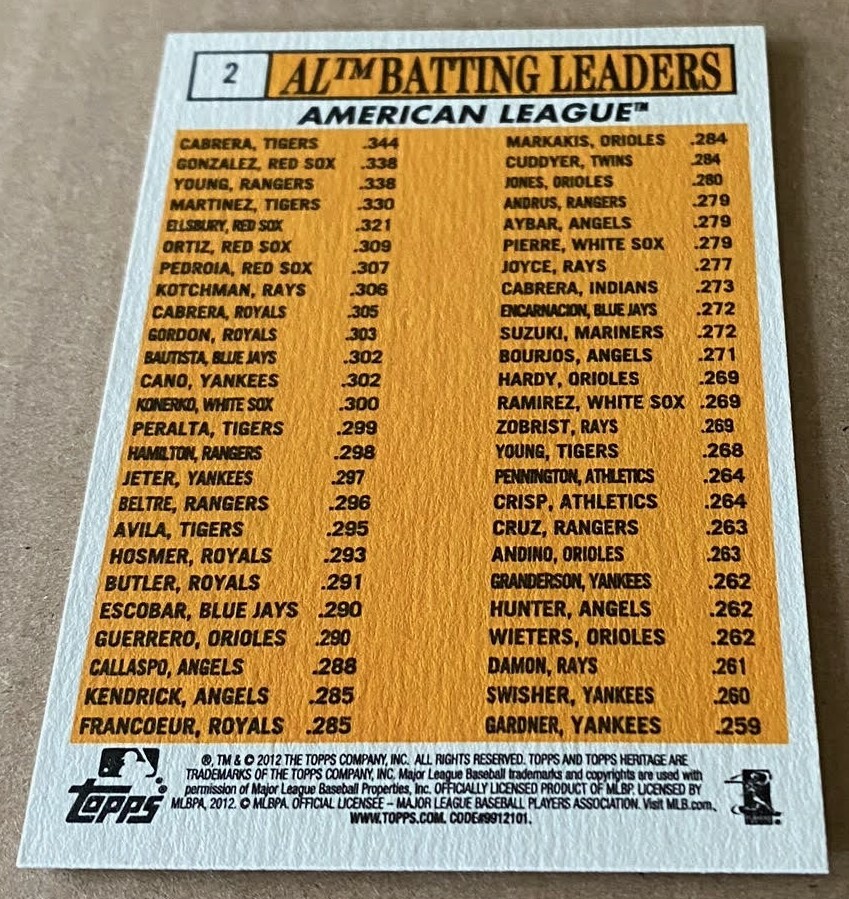 2 AL™ BATTING LEADERS
AMERICAN LEAGUE™
CABRERA, TIGERS .344
GONZALEZ, RED SOX .338
YOUNG, RANGERS .338
MARTINEZ, TIGERS .330
ELLSBURY, RED SOX .321
ORTIZ, RED SOX .309
PEDROIA, RED SOX .307
KOTCHMAN, RAYS .306
CABRERA, ROYALS .305
GORDON, ROYALS .303
BAUTISTA, BLUE JAYS .302
CANO, YANKEES .302
KONERKO, WHITE SOX .300
PERALTA, TIGERS .299
HAMILTON, RANGERS .298
JETER, YANKEES .297
BELTRE, RANGERS .296
AVILA, TIGERS .295
HOSMER, ROYALS .293
BUTLER, ROYALS .291
ESCOBAR, BLUE JAYS .290
GUERRERO, ORIOLES .290
CALLASPO, ANGELS .288
KENDRICK, ANGELS .285
FRANCOEUR, ROYALS .285
MARKAKIS, ORIOLES .284
CUDDYER, TWINS .284
JONES, ORIOLES .280
ANDRUS, RANGERS .279
AYBAR, ANGELS .279
PIERRE, WHITE SOX .279
JOYCE, RAYS .277
CABRERA, INDIANS .273
ENCARNACION, BLUE JAYS .272
SUZUKI, MARINERS .272
BOURJOS, ANGELS .271
HARDY, ORIOLES .269
RAMIREZ, WHITE SOX .269
ZOBRIST, RAYS .269
YOUNG, TIGERS .268
PENNINGTON, ATHLETICS .264
CRISP, ATHLETICS .264
CRUZ, RANGERS .263
ANDINO, ORIOLES .263
GRANDERSON, YANKEES .262
HUNTER, ANGELS .262
WIETERS, ORIOLES .262
DAMON, RAYS .261
SWISHER, YANKEES .260
GARDNER, YANKEES .259
topps
®, TM & © 2012 THE TOPPS COMPANY, INC. ALL RIGHTS RESERVED. TOPPS AND TOPPS HERITAGE ARE
TRADEMARKS OF THE TOPPS COMPANY, INC. Major League Baseball trademarks and copyrights are used with
permission of Major League Baseball Properties, Inc. OFFICIALLY LICENSED PRODUCT OF MLBP. LICENSED BY
MLBPA, 2012. © MLBPA. OFFICIAL LICENSEE – MAJOR LEAGUE BASEBALL PLAYERS ASSOCIATION. Visit MLB.com.
WWW.TOPPS.COM. CODE#9912101.